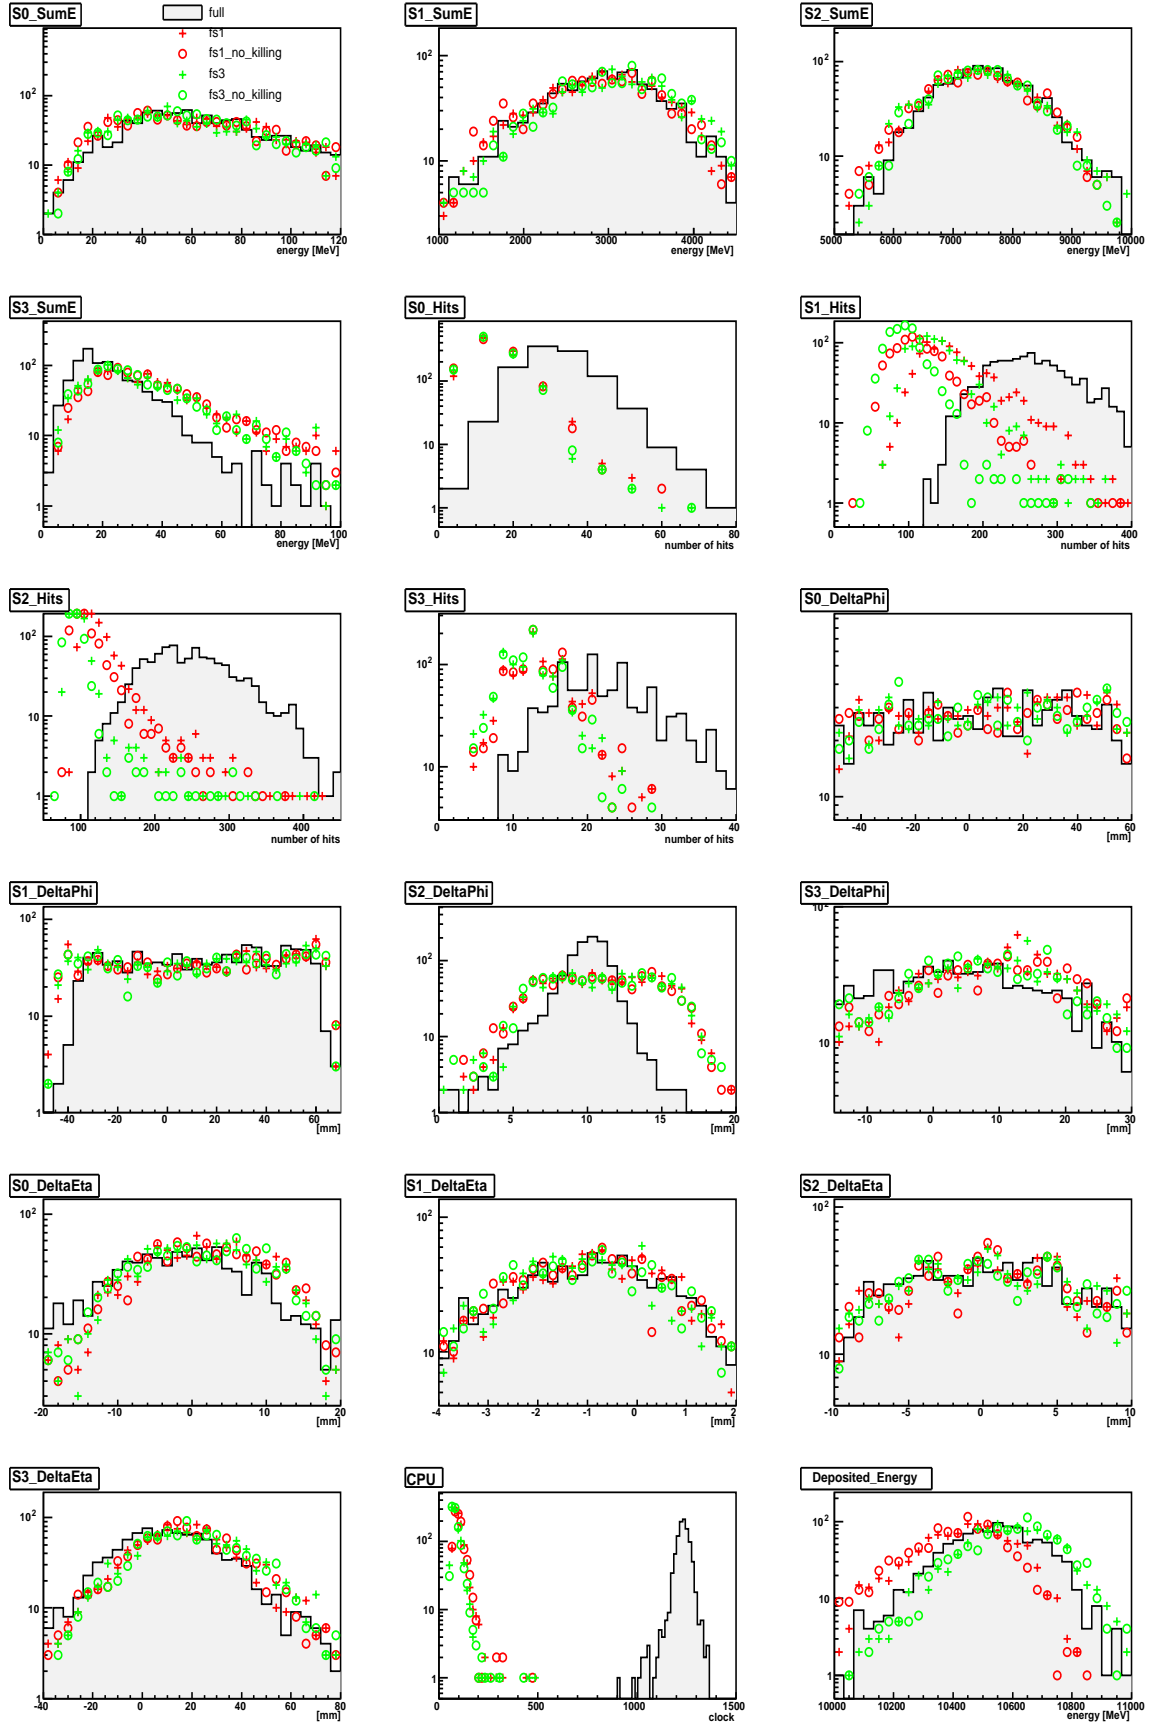 S0_SumE
full
fs1
fs1_no_killing
fs3
fs3_no_killing
10²
10
1
0 20 40 60 80 100 120
energy [MeV]
S1_SumE
10²
10
1000 2000 3000 4000
energy [MeV]
S2_SumE
10²
10
5000 6000 7000 8000 9000 10000
energy [MeV]
S3_SumE
10²
10
1
0 20 40 60 80 100
energy [MeV]
S0_Hits
10²
10
1
0 20 40 60 80
number of hits
S1_Hits
10²
10
1
0 100 200 300 400
number of hits
S2_Hits
10²
10
1
100 200 300 400
number of hits
S3_Hits
10²
10
0 10 20 30 40
number of hits
S0_DeltaPhi
10
-40 -20 0 20 40 60
[mm]
S1_DeltaPhi
10²
10
1
-40 -20 0 20 40 60
[mm]
S2_DeltaPhi
10²
10
1
0 5 10 15 20
[mm]
S3_DeltaPhi
10²
10
-10 0 10 20 30
[mm]
S0_DeltaEta
10²
10
-20 -10 0 10 20
[mm]
S1_DeltaEta
10²
10
-4 -3 -2 -1 0 1 2
[mm]
S2_DeltaEta
10²
10
-10 -5 0 5 10
[mm]
S3_DeltaEta
10²
10
1
-40 -20 0 20 40 60 80
[mm]
CPU
10²
10
1
0 500 1000 1500
clock
Deposited_Energy
10²
10
1
10000 10200 10400 10600 10800 11000
energy [MeV]